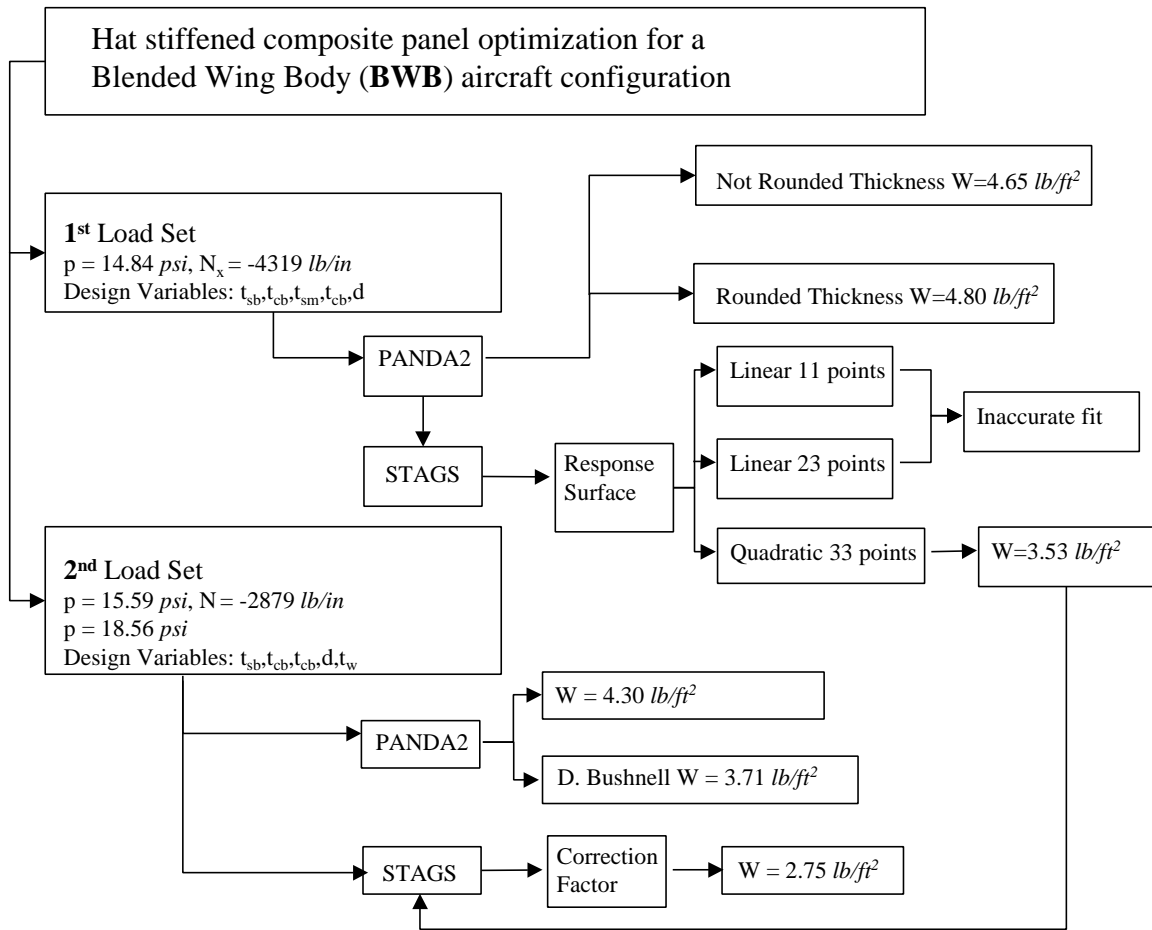 Hat stiffened composite panel optimization for a
Blended Wing Body (BWB) aircraft configuration
Not Rounded Thickness W=4.65 lb/ft²
1st Load Set
p = 14.84 psi, Nx = -4319 lb/in
Design Variables: tsb,tcb,tsm,tcb,d
Rounded Thickness W=4.80 lb/ft²
PANDA2
Linear 11 points
Inaccurate fit
STAGS
Response
Surface
Linear 23 points
Quadratic 33 points
W=3.53 lb/ft²
2nd Load Set
p = 15.59 psi, N = -2879 lb/in
p = 18.56 psi
Design Variables: tsb,tcb,tcb,d,tw
W = 4.30 lb/ft²
PANDA2
D. Bushnell W = 3.71 lb/ft²
STAGS
Correction
Factor
W = 2.75 lb/ft²